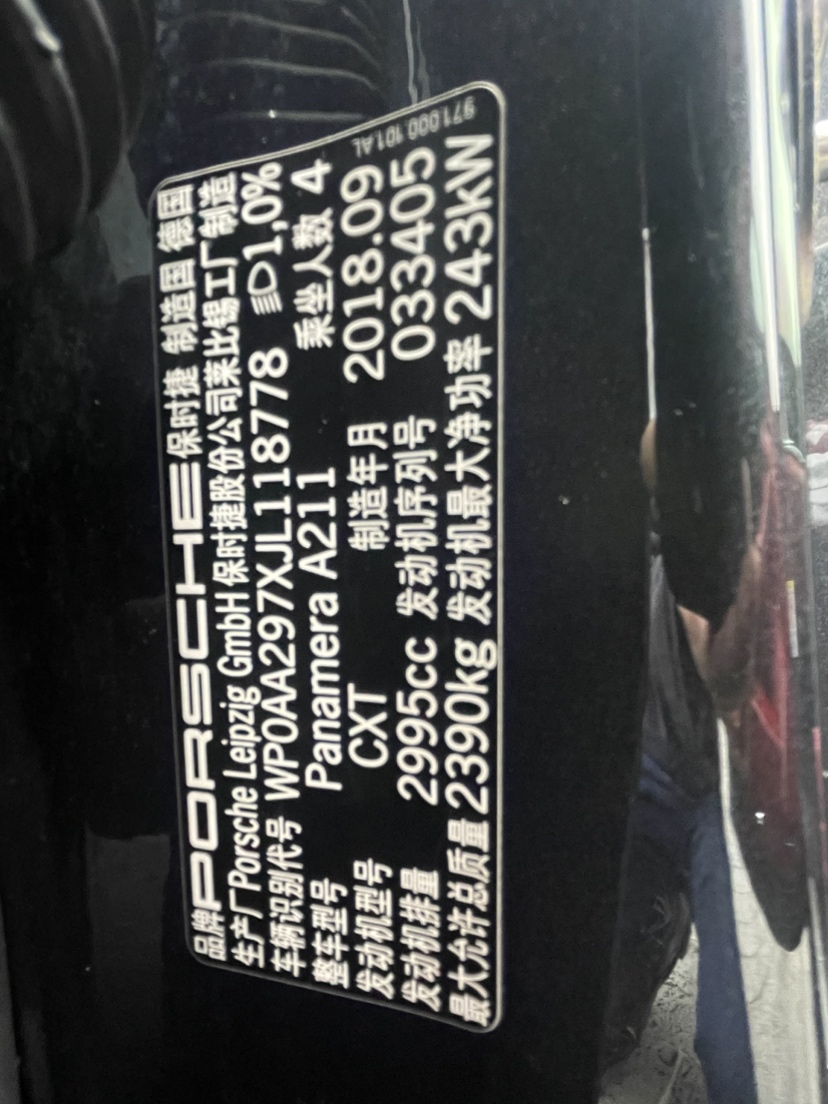 971.000.101.AL
品牌 PORSCHE 保时捷 制造国 德国
生产厂 Porsche Leipzig GmbH 保时捷股份公司莱比锡工厂制造
车辆识别代号 WP0AA297XJL118778 1,0%
整车型号 Panamera A211 乘坐人数 4
发动机型号 CXT 制造年月 2018.09
发动机排量 2995cc 发动机序列号 033405
最大允许总质量 2390kg 发动机最大净功率 243kW